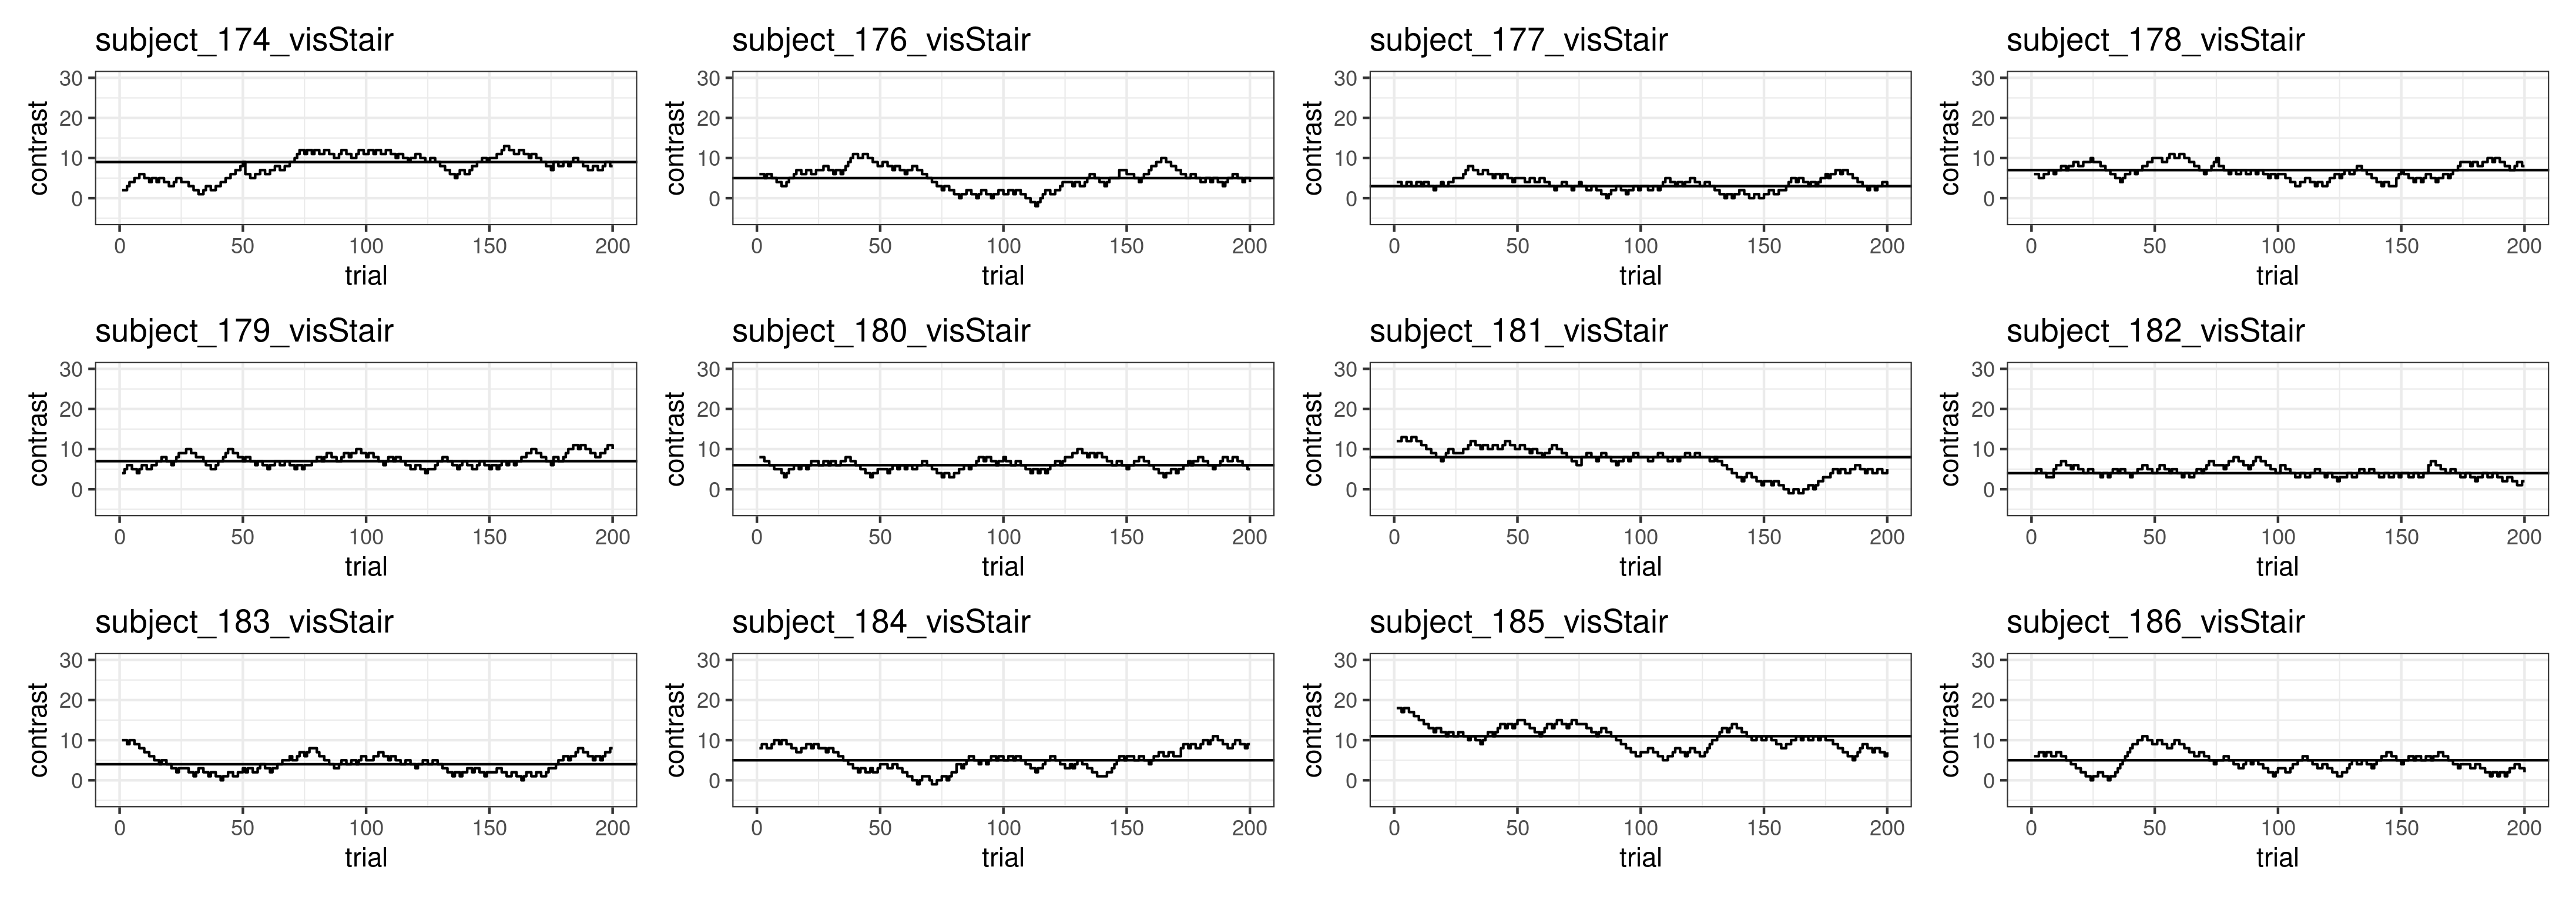 subject_174_visStair subject_176_visStair subject_177_visStair subject_178_visStair
30 30 30 30
20 20 20 20
10 10 10 10
0 0 0 0
contrast contrast contrast contrast
0 50 100 150 200 0 50 100 150 200 0 50 100 150 200 0 50 100 150 200
trial trial trial trial
subject_179_visStair subject_180_visStair subject_181_visStair subject_182_visStair
30 30 30 30
20 20 20 20
10 10 10 10
0 0 0 0
contrast contrast contrast contrast
0 50 100 150 200 0 50 100 150 200 0 50 100 150 200 0 50 100 150 200
trial trial trial trial
subject_183_visStair subject_184_visStair subject_185_visStair subject_186_visStair
30 30 30 30
20 20 20 20
10 10 10 10
0 0 0 0
contrast contrast contrast contrast
0 50 100 150 200 0 50 100 150 200 0 50 100 150 200 0 50 100 150 200
trial trial trial trial